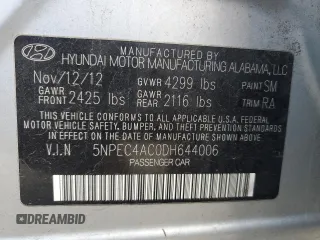 MANUFACTURED BY
HYUNDAI MOTOR MANUFACTURING ALABAMA, LLC
Nov/12/12 GVWR 4299 lbs PAINT SM
GAWR FRONT 2425 lbs GAWR REAR 2116 lbs TRIM RA
THIS VEHICLE CONFORMS TO ALL APPLICABLE U.S.A FEDERAL MOTOR VEHICLE SAFETY, BUMPER, AND THEFT PREVENTION STANDARDS IN EFFECT ON THE DATE OF MANUFACTURE SHOWN ABOVE.
V.I.N 5NPEC4AC0DH644006
PASSENGER CAR
DREAMBID